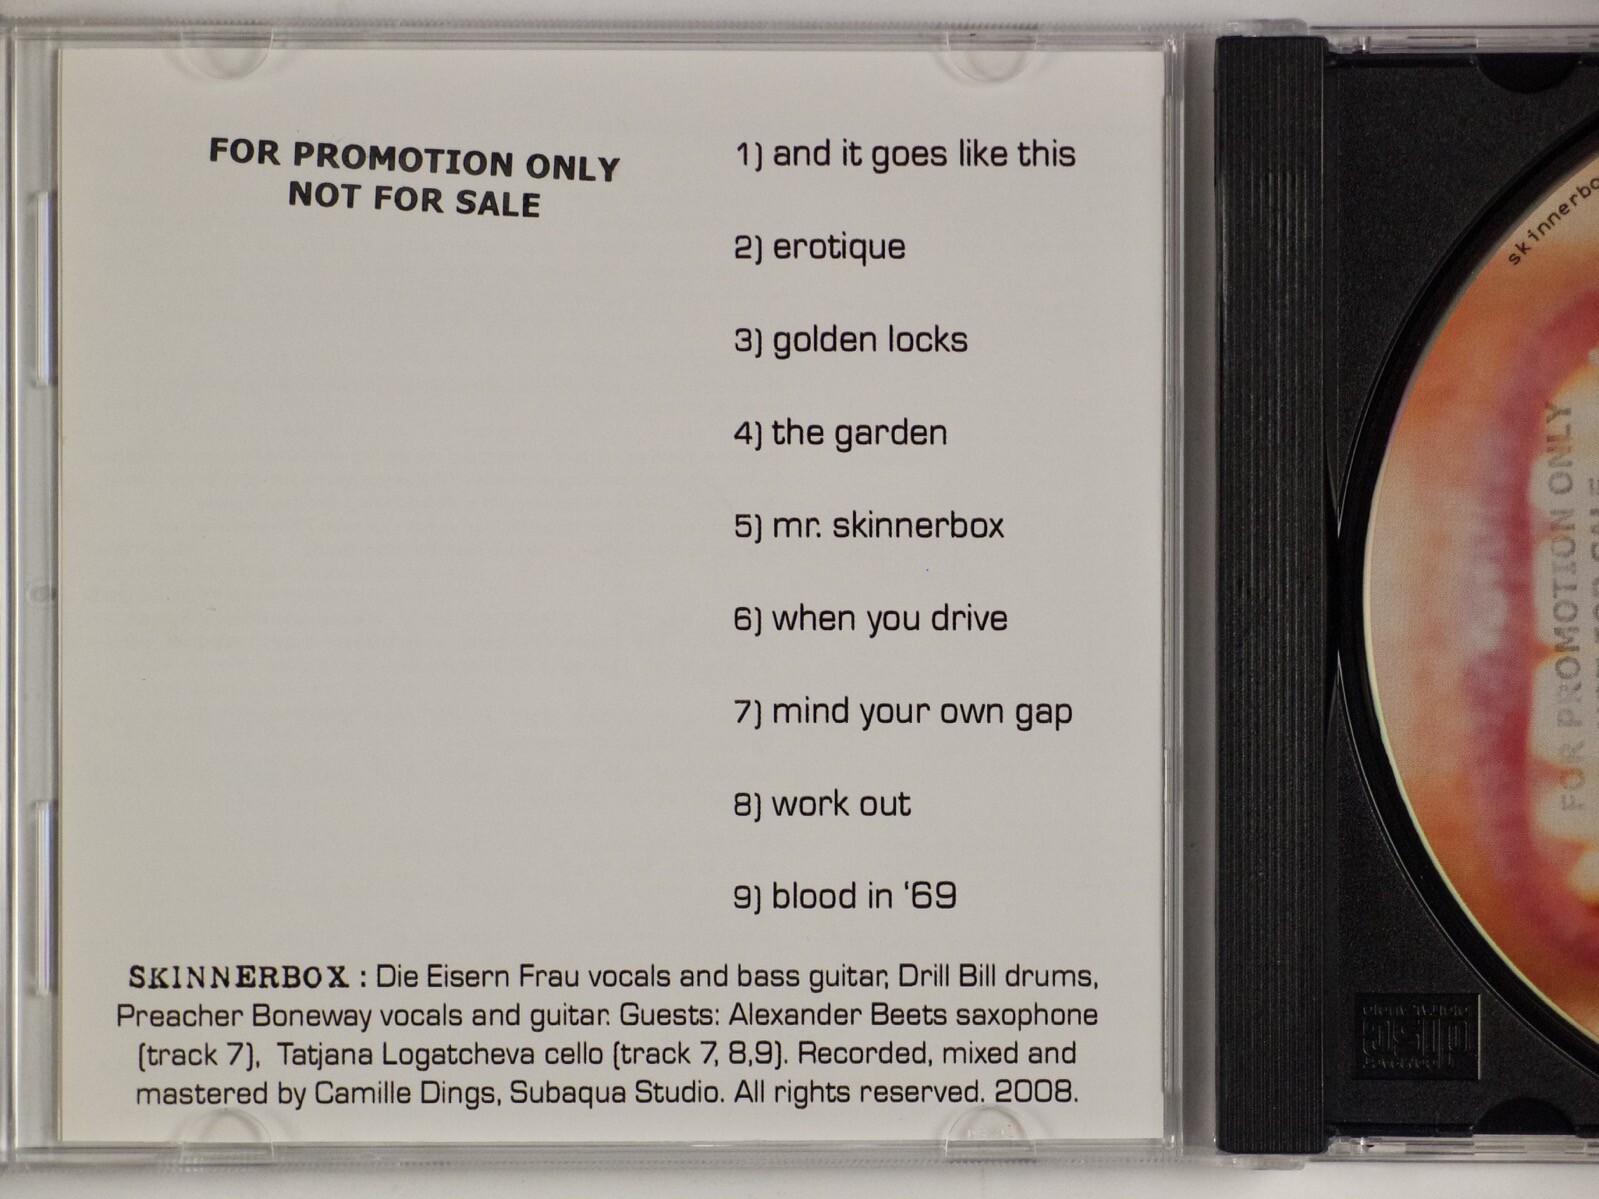 FOR PROMOTION ONLY
NOT FOR SALE
1) and it goes like this
2) erotique
3) golden locks
4) the garden
5) mr. skinnerbox
6) when you drive
7) mind your own gap
8) work out
9) blood in ‘69
SKINNERBOX : Die Eisern Frau vocals and bass guitar, Drill Bill drums,
Preacher Boneway vocals and guitar. Guests: Alexander Beets saxophone
(track 7), Tatjana Logatcheva cello (track 7, 8,9). Recorded, mixed and
mastered by Camille Dings, Subaqua Studio. All rights reserved. 2008.
skinnerbo
FOR PROMOTION ONLY